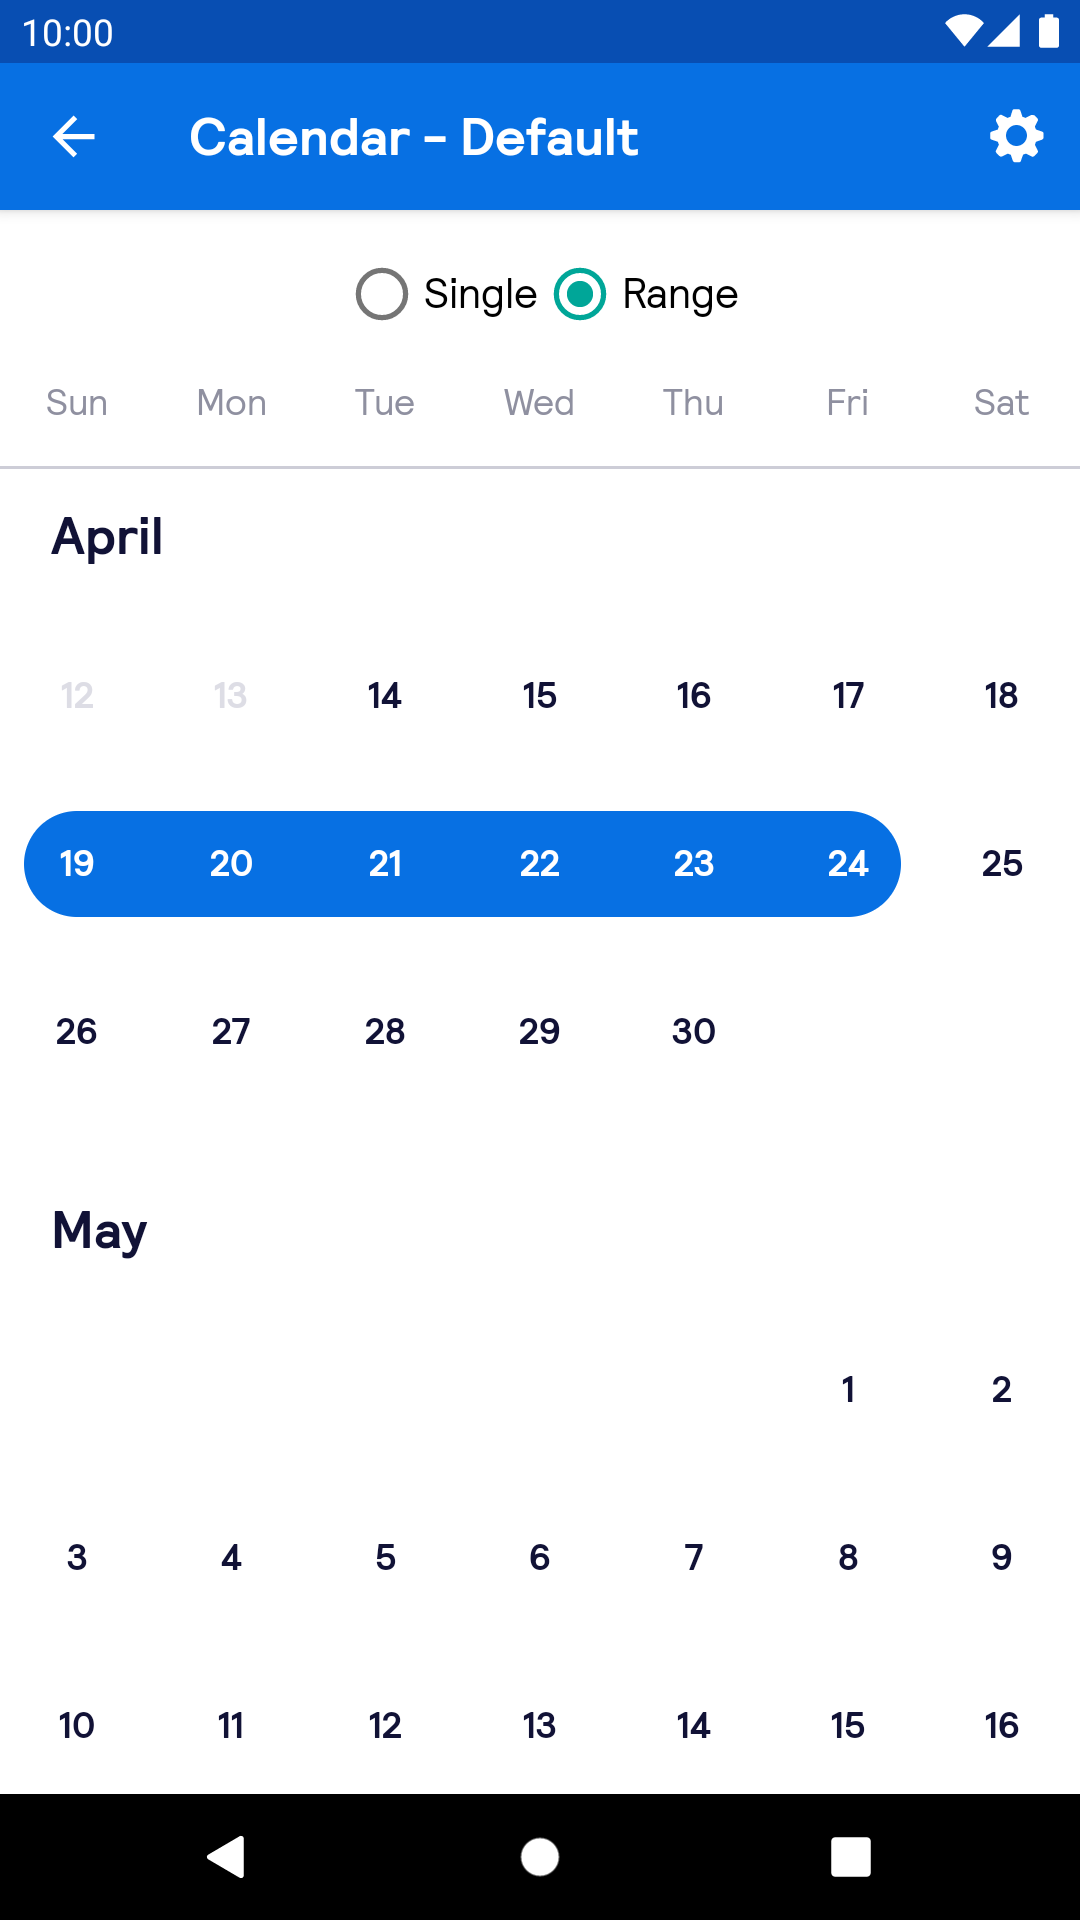 10:00
Calendar - Default
Single Range
Sun Mon Tue Wed Thu Fri Sat
April
12 13 14 15 16 17 18
19 20 21 22 23 24 25
26 27 28 29 30
May
1 2
3 4 5 6 7 8 9
10 11 12 13 14 15 16